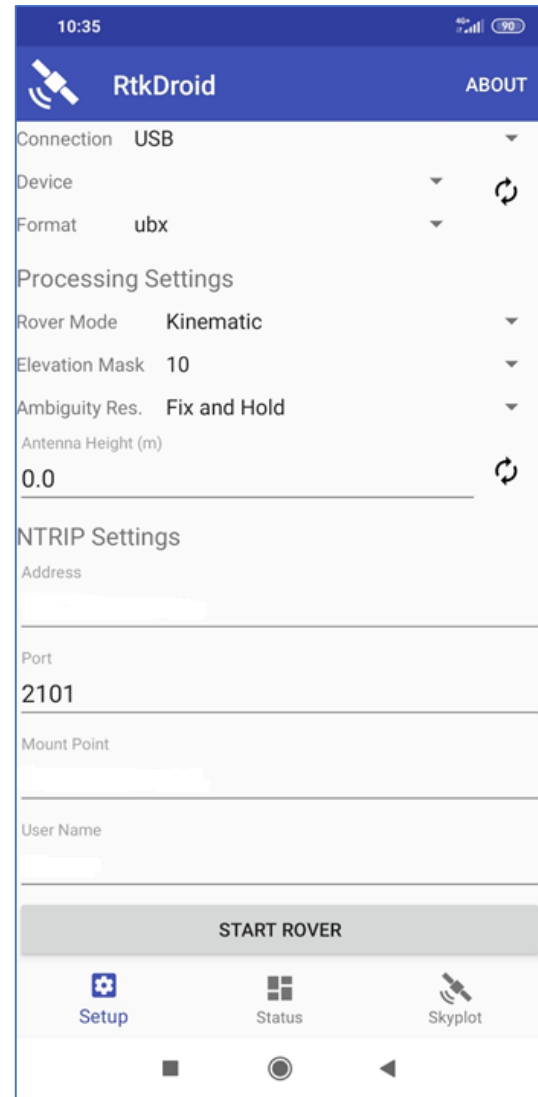 10:35
4G+
90
RtkDroid ABOUT
Connection USB
Device
Format ubx
Processing Settings
Rover Mode Kinematic
Elevation Mask 10
Ambiguity Res. Fix and Hold
Antenna Height (m)
0.0
NTRIP Settings
Address
Port
2101
Mount Point
User Name
START ROVER
Setup Status Skyplot